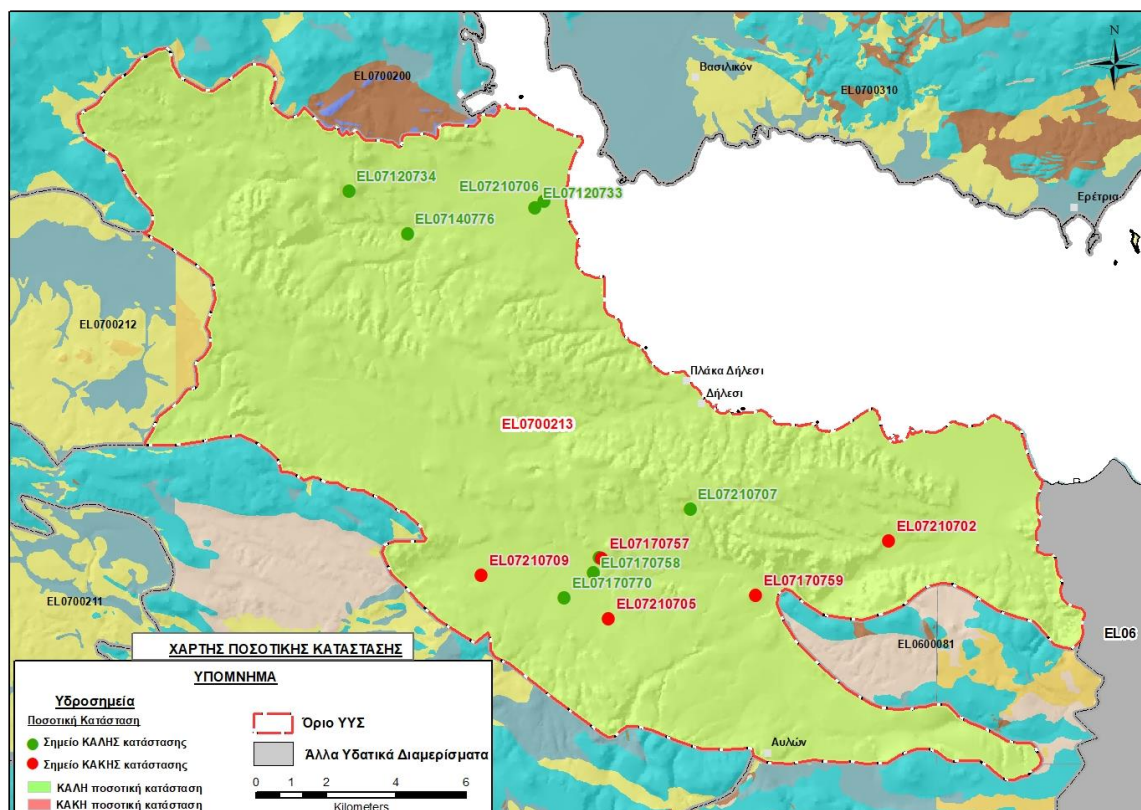 N
Βασιλικόν
EL0700200
EL0700310
EL07120734
EL07210706
EL07120733
Ερέτρια
EL07140776
EL0700212
Πλάκα Δήλεσι
Δήλεσι
EL0700213
EL07210707
EL07210702
EL07170757
EL07210709
EL07170758
EL07170759
EL07170770
EL0700211
EL07210705
EL06
EL0600081
ΧΑΡΤΗΣ ΠΟΣΟΤΙΚΗΣ ΚΑΤΑΣΤΑΣΗΣ
ΥΠΟΜΝΗΜΑ
Υδροσημεία
Ποσοτική Κατάσταση
Σημείο ΚΑΛΗΣ κατάστασης
Σημείο ΚΑΚΗΣ κατάστασης
ΚΑΛΗ ποσοτική κατάσταση
ΚΑΚΗ ποσοτική κατάσταση
Όριο ΥΥΣ
Άλλα Υδατικά Διαμερίσματα
0 1 2 4 6
Kilometers
Αυλών